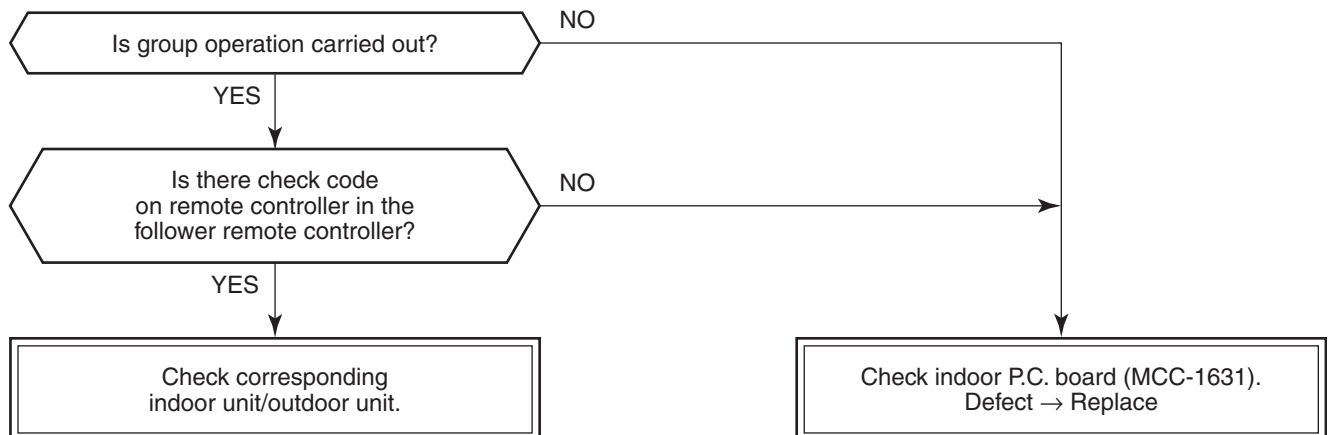 Is group operation carried out?
NO
YES
Is there check code
on remote controller in the
follower remote controller?
NO
YES
Check corresponding
indoor unit/outdoor unit.
Check indoor P.C. board (MCC-1631).
Defect → Replace